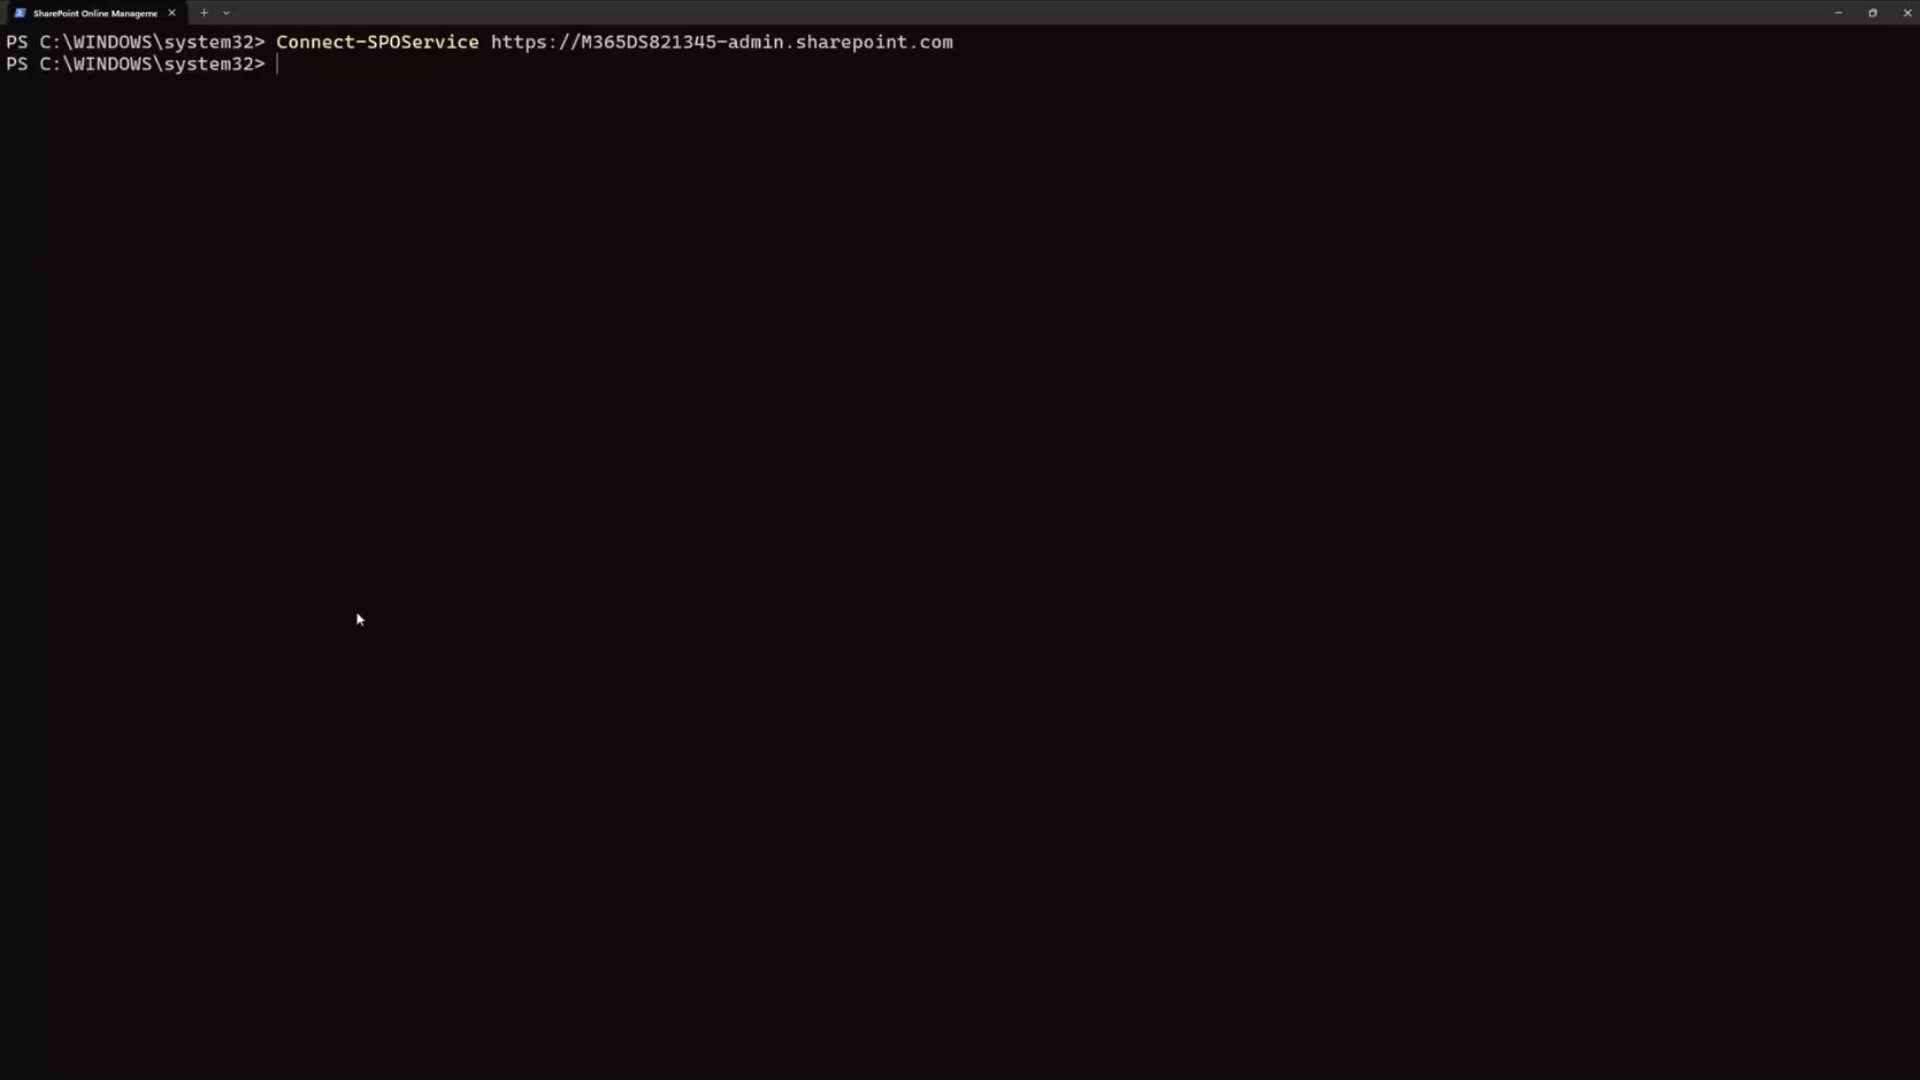 SharePoint Online Manageme
PS C:\WINDOWS\system32> Connect-SPOService https://M365DS821345-admin.sharepoint.com
PS C:\WINDOWS\system32>